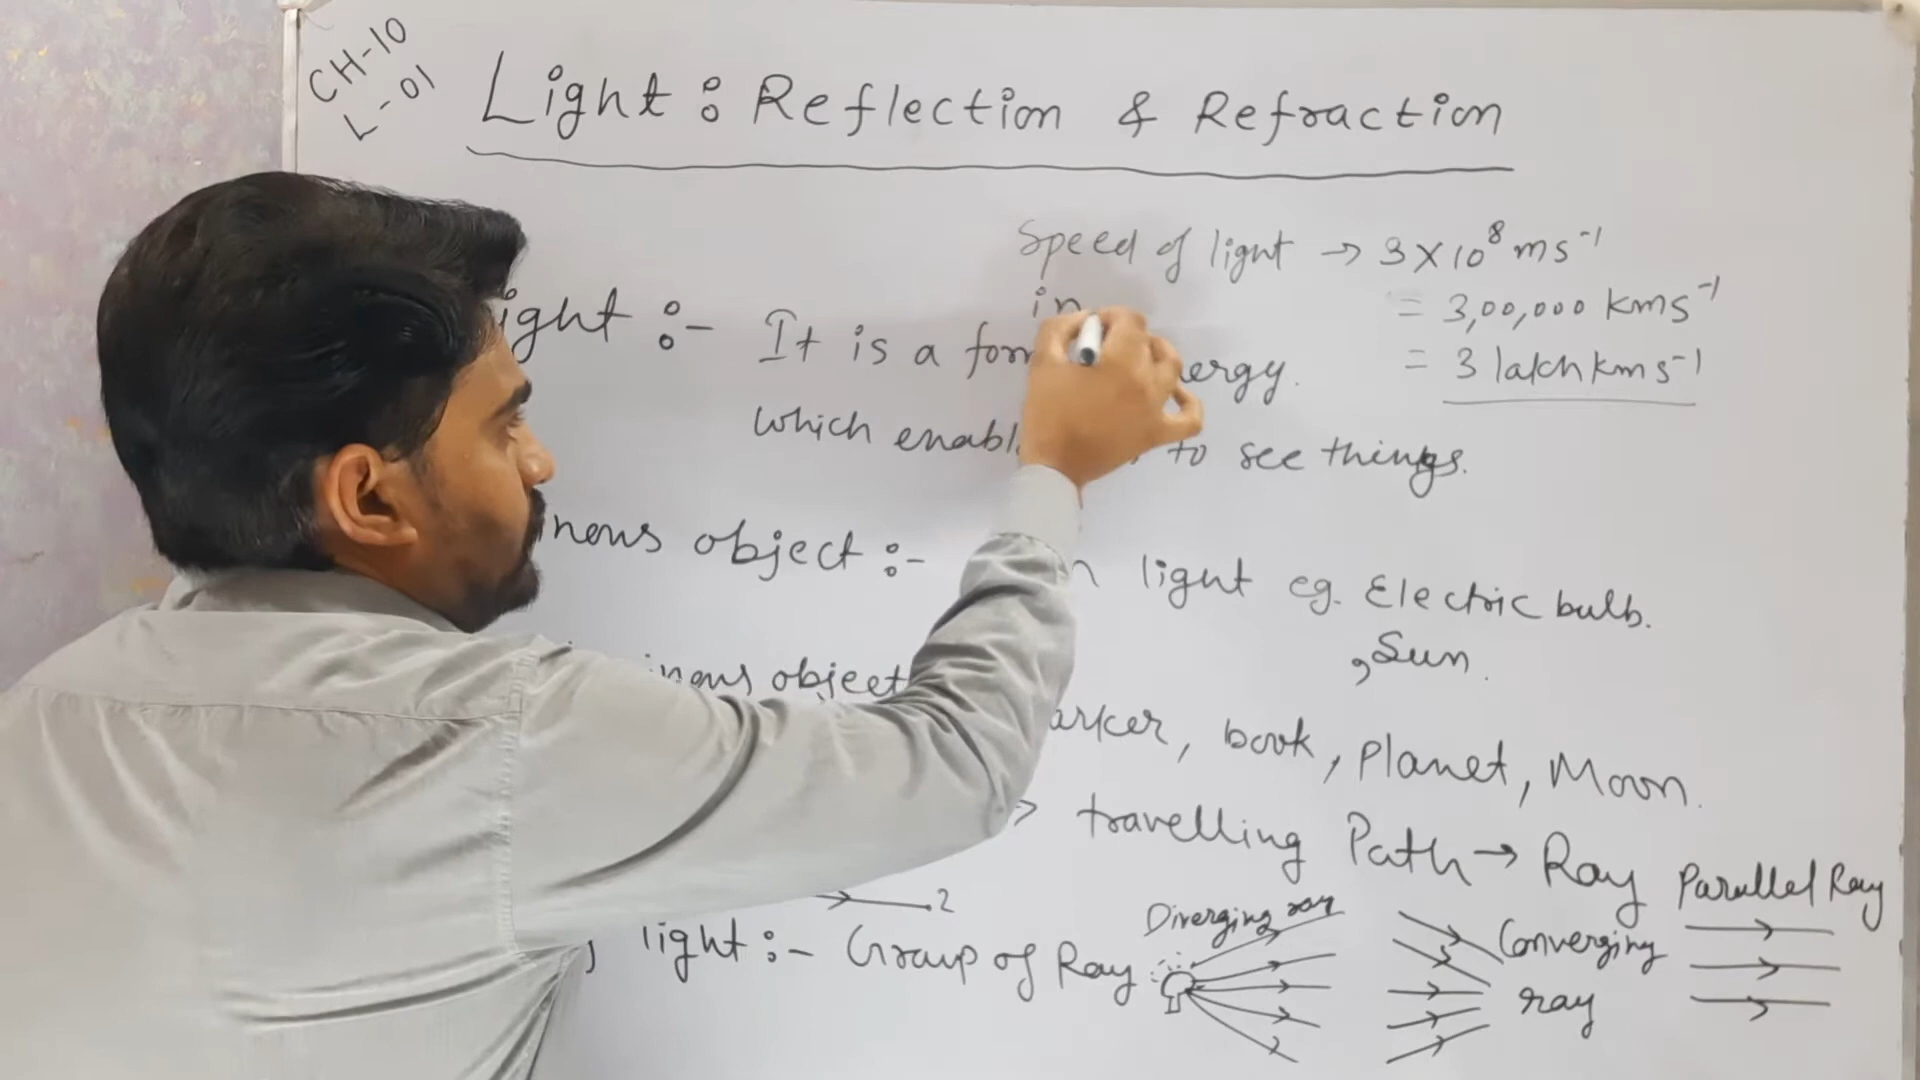 CH-10
L-01
Light: Reflection & Refraction
Speed of light → 3×10⁸ ms⁻¹
in
= 3,00,000 kms⁻¹
= 3 lakh kms⁻¹
ight :- It is a for ergy.
which enabl to see things.
nous object :- light eg. Electric bulb.
, Sun.
inous object
arker, book, Planet, Moon.
> travelling Path → Ray
2
light :- Group of Ray
Diverging ray
Converging
ray
Parallel Ray